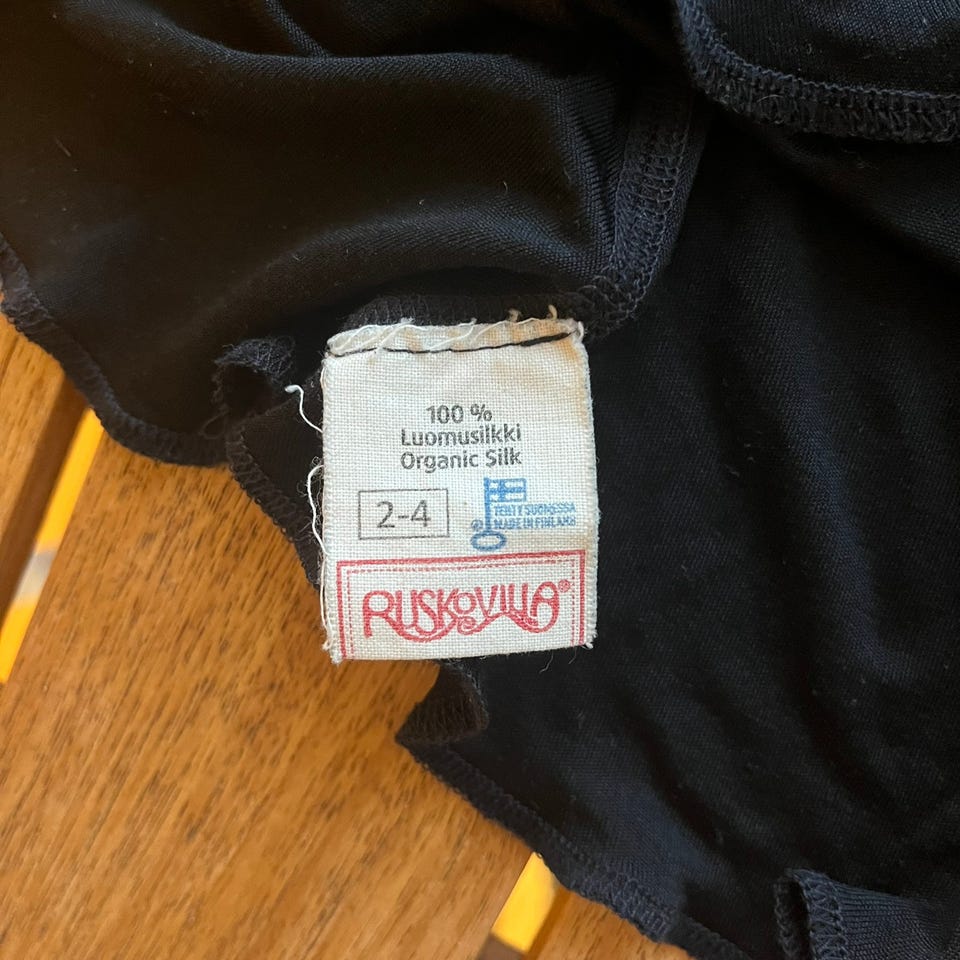 100 %
Luomusilkki
Organic Silk
2-4
TEHTY SUOMESSA
MADE IN FINLAND
RUSKOVILLA®